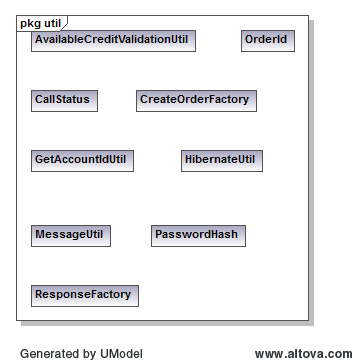 pkg util
AvailableCreditValidationUtil OrderId
CallStatus CreateOrderFactory
GetAccountIdUtil HibernateUtil
MessageUtil PasswordHash
ResponseFactory
Generated by UModel www.altova.com